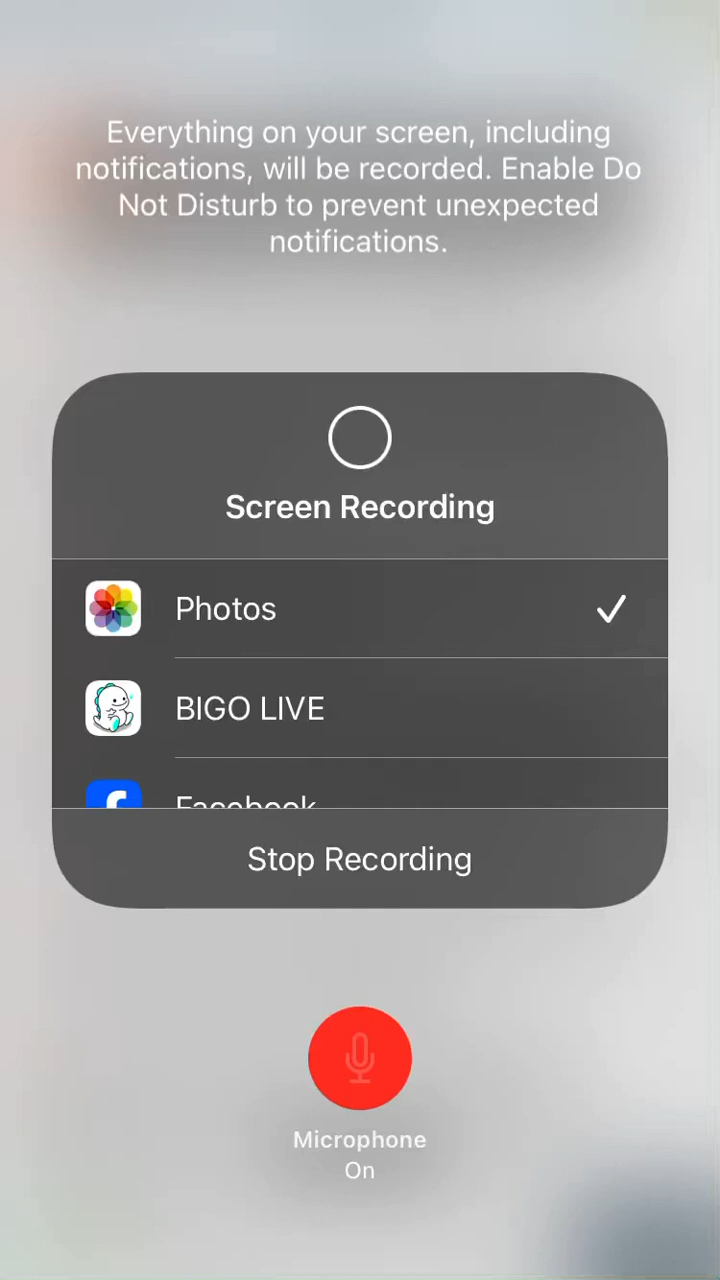 Everything on your screen, including
notifications, will be recorded. Enable Do
Not Disturb to prevent unexpected
notifications.
Screen Recording
Photos
BIGO LIVE
Facebook
Stop Recording
Microphone
On